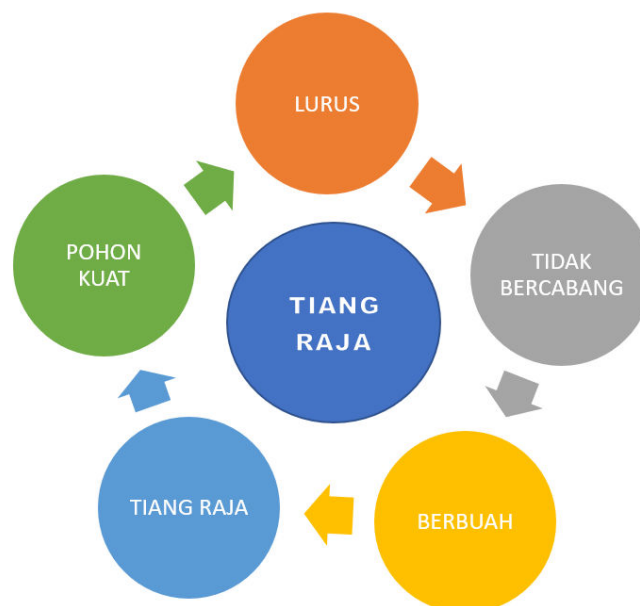 LURUS
TIDAK
BERCABANG
BERBUAH
TIANG RAJA
POHON
KUAT
TIANG
RAJA